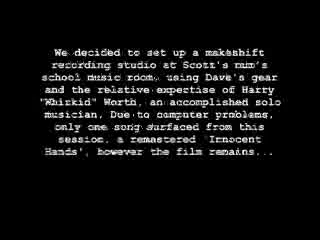 We decided to set up a makeshift
recording studio at Scott's mum's
school music room, using Dave's gear
and the relative expertise of Harry
"Whizkid" Worth, an accomplished solo
musician. Due to computer problems,
only one song surfaced from this
session, a remastered 'Innocent
Hands', however the film remains...